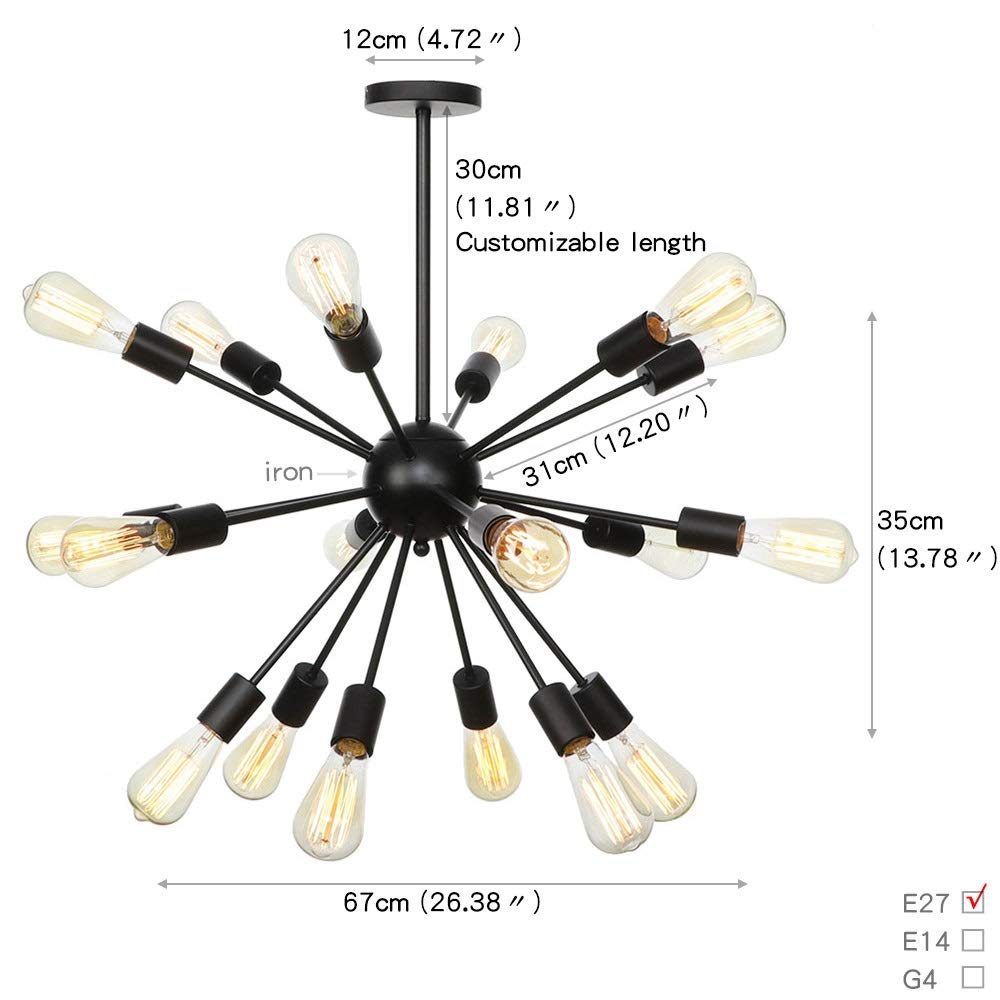 12cm (4.72〃)
30cm
(11.81〃)
Customizable length
31cm (12.20〃)
iron
35cm
(13.78〃)
67cm (26.38〃)
E27
E14
G4